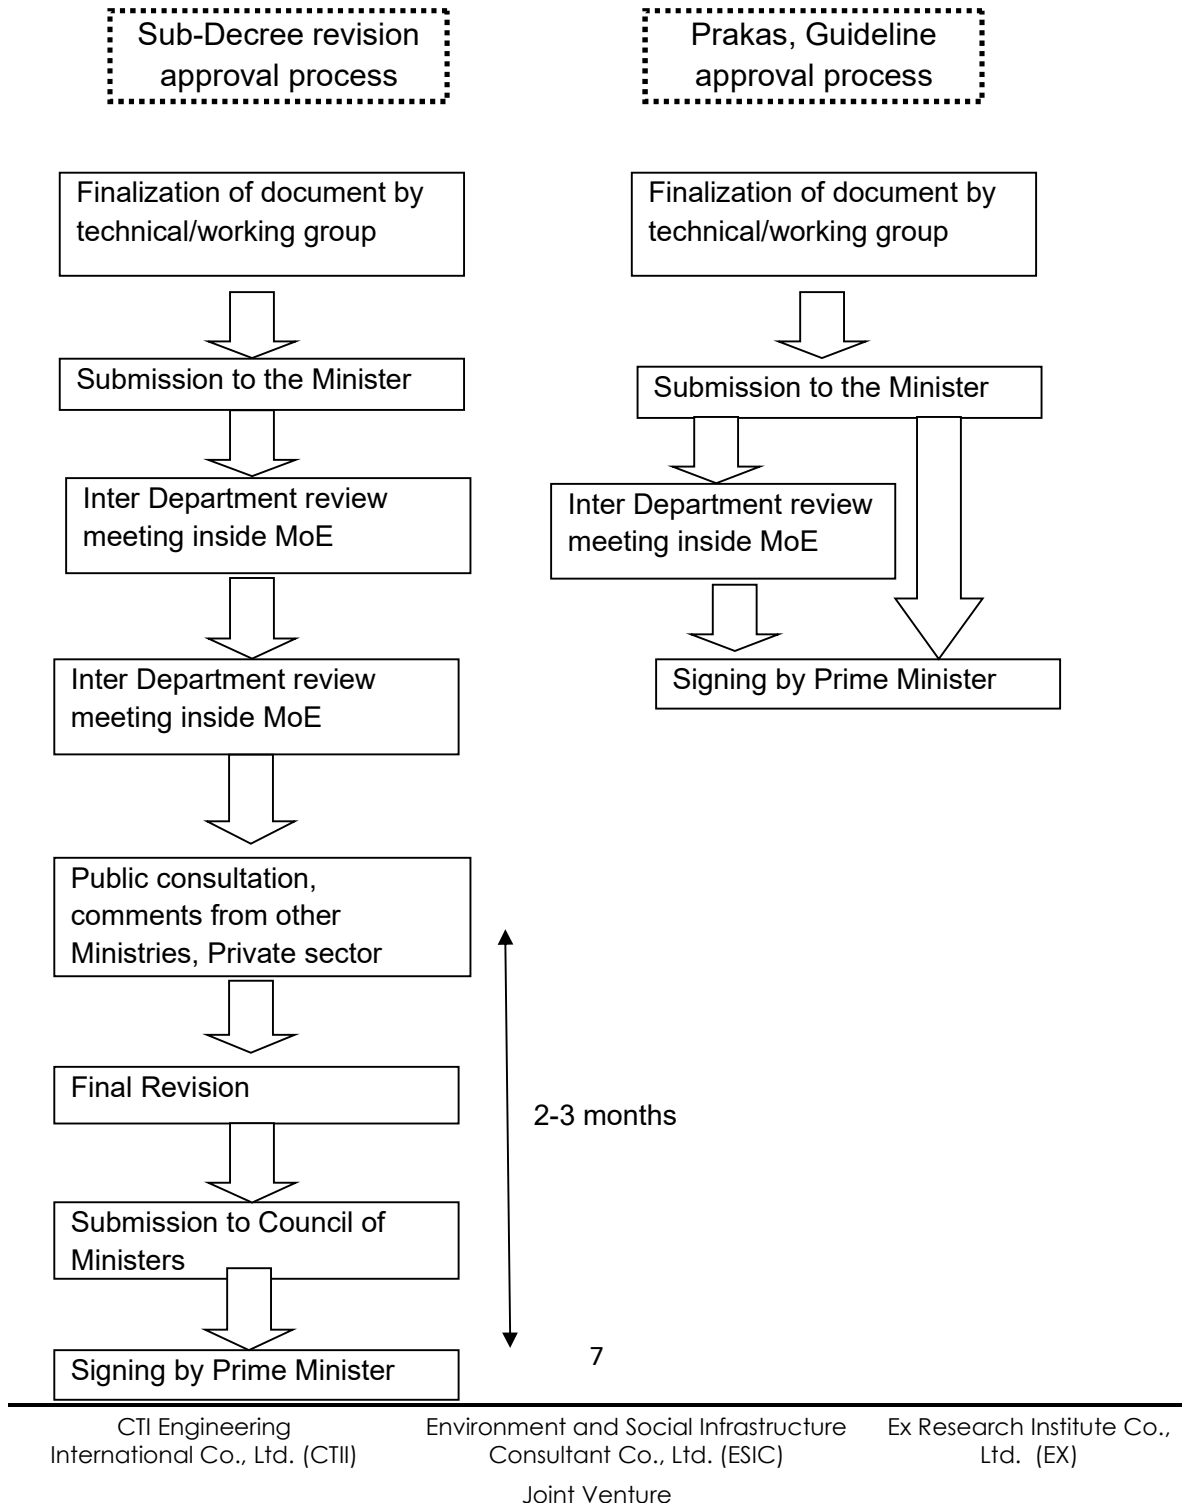 Sub-Decree revision
approval process
Prakas, Guideline
approval process
Finalization of document by
technical/working group
Submission to the Minister
Inter Department review
meeting inside MoE
Inter Department review
meeting inside MoE
Public consultation,
comments from other
Ministries, Private sector
Final Revision
Submission to Council of
Ministers
Signing by Prime Minister
2-3 months
Finalization of document by
technical/working group
Submission to the Minister
Inter Department review
meeting inside MoE
Signing by Prime Minister
7
CTI Engineering
International Co., Ltd. (CTII)
Environment and Social Infrastructure
Consultant Co., Ltd. (ESIC)
Ex Research Institute Co.,
Ltd. (EX)
Joint Venture